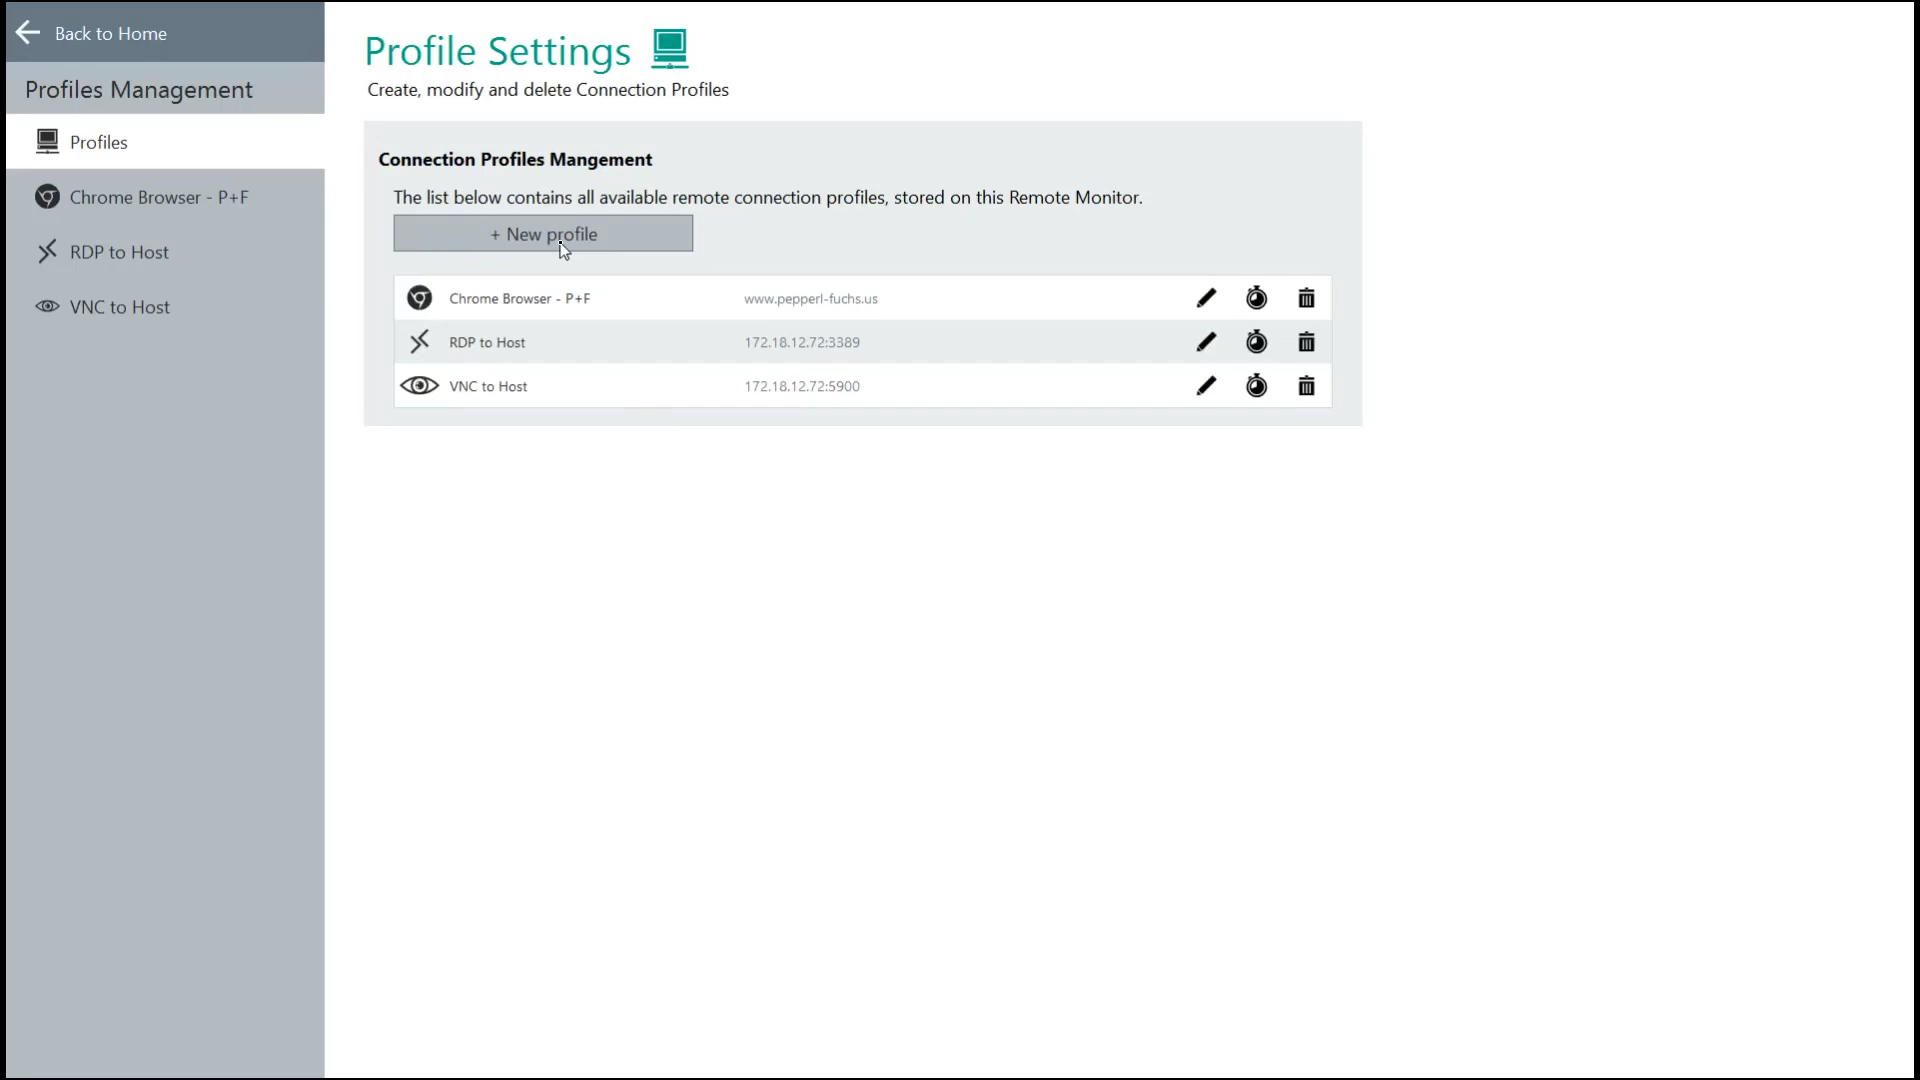 Back to Home
Profiles Management
Profiles
Chrome Browser - P+F
RDP to Host
VNC to Host
Profile Settings
Create, modify and delete Connection Profiles
Connection Profiles Mangement
The list below contains all available remote connection profiles, stored on this Remote Monitor.
+ New profile
Chrome Browser - P+F www.pepperl-fuchs.us
RDP to Host 172.18.12.72:3389
VNC to Host 172.18.12.72:5900